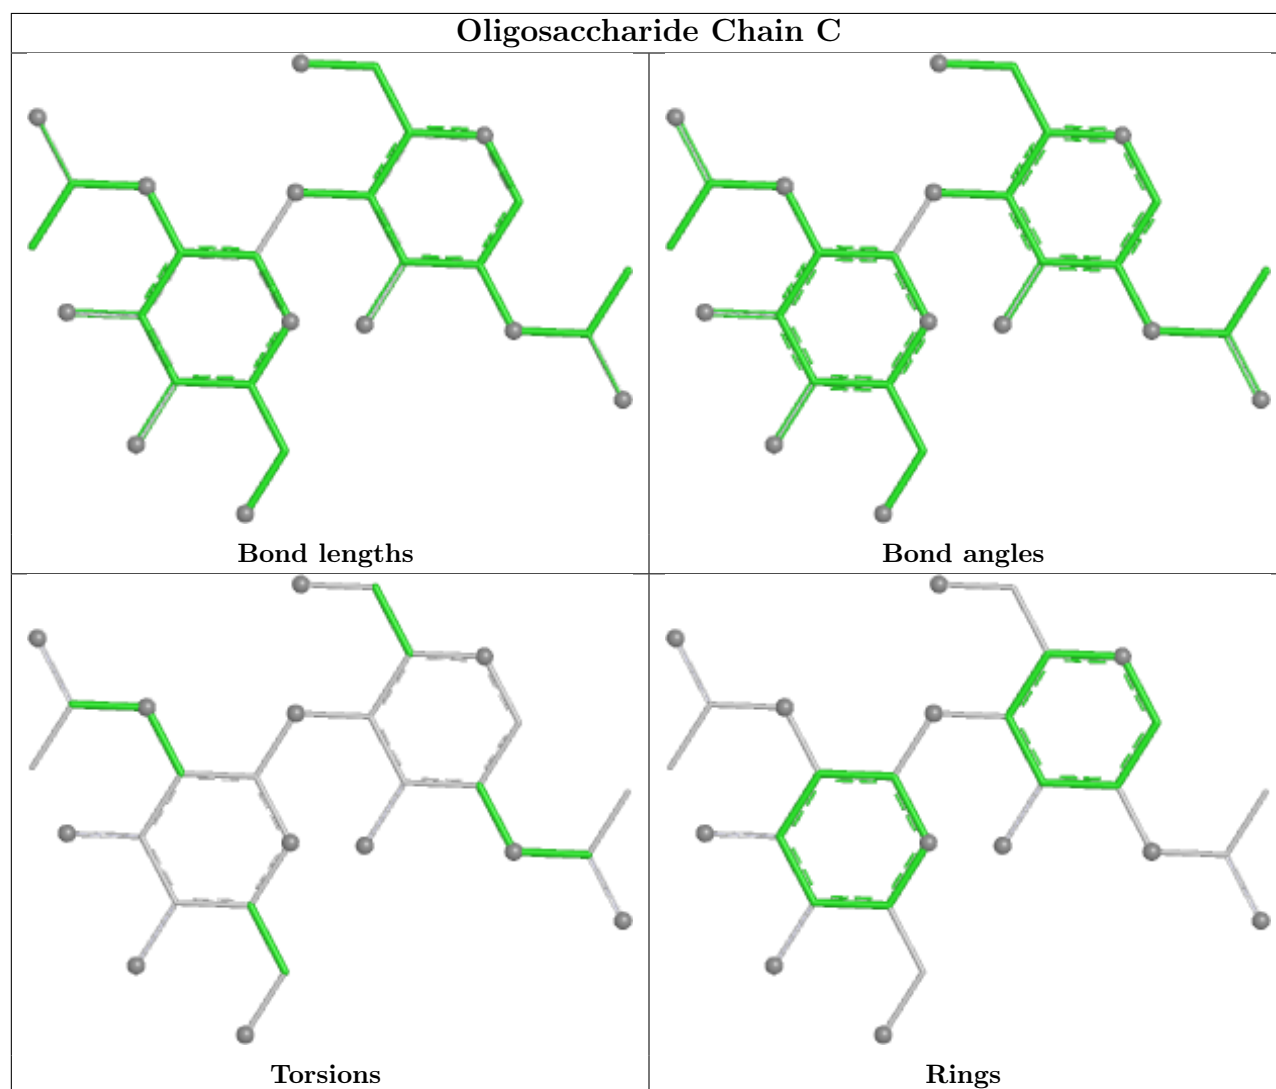 Oligosaccharide Chain C
Bond lengths
Bond angles
Torsions
Rings